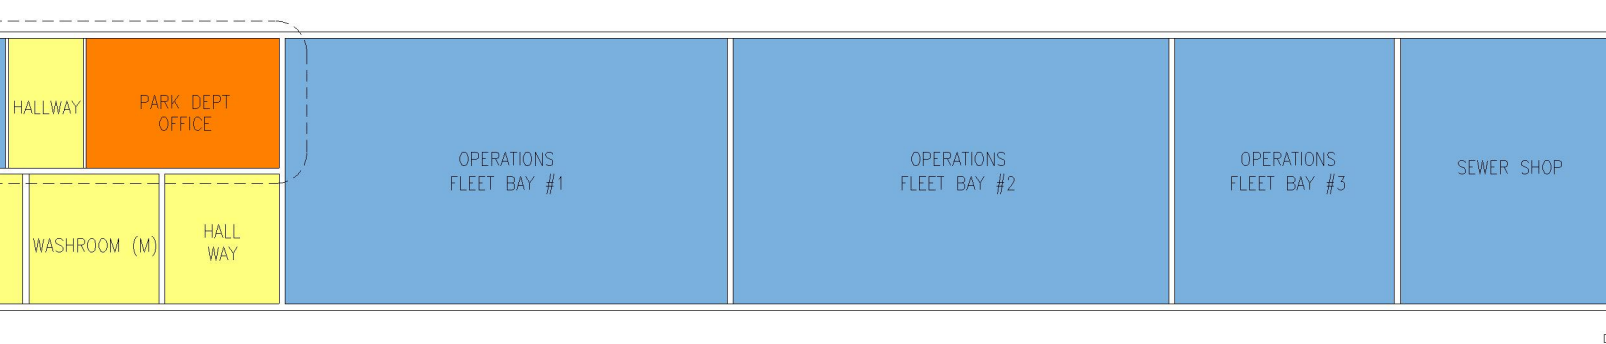 HALLWAY
PARK DEPT
OFFICE
OPERATIONS
FLEET BAY #1
OPERATIONS
FLEET BAY #2
OPERATIONS
FLEET BAY #3
SEWER SHOP
WASHROOM (M)
HALL
WAY